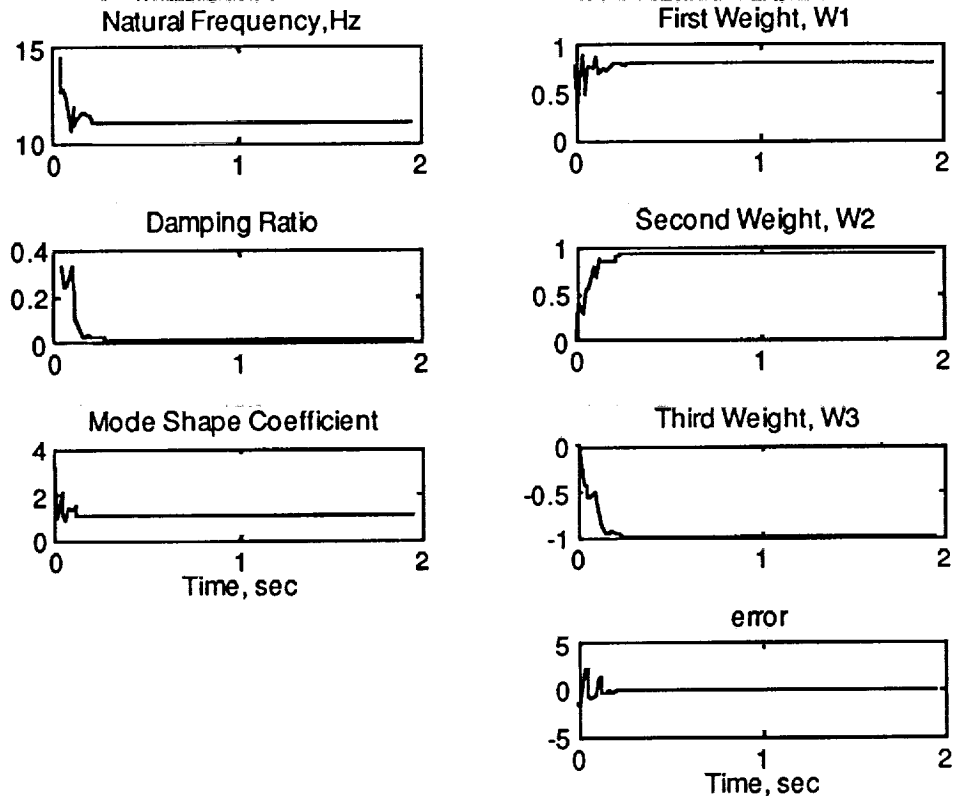 Natural Frequency,Hz
15
10
0 1 2
Damping Ratio
0.4
0.2
0
0 1 2
Mode Shape Coefficient
4
2
0
0 1 2
Time, sec
First Weight, W1
1
0.5
0
0 1 2
Second Weight, W2
1
0.5
0
0 1 2
Third Weight, W3
0
-0.5
-1
0 1 2
error
5
0
-5
0 1 2
Time, sec